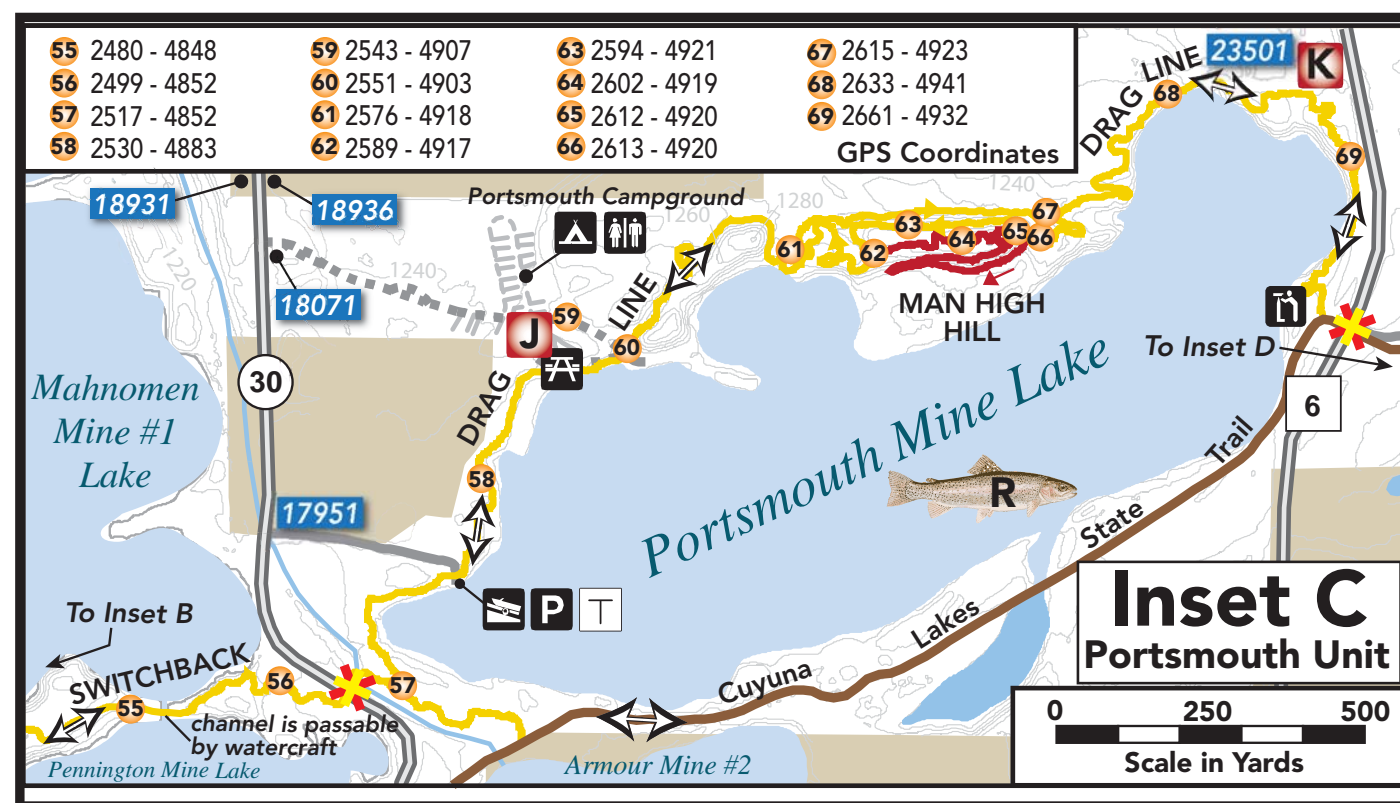 55 2480 - 4848
56 2499 - 4852
57 2517 - 4852
58 2530 - 4883
59 2543 - 4907
60 2551 - 4903
61 2576 - 4918
62 2589 - 4917
63 2594 - 4921
64 2602 - 4919
65 2612 - 4920
66 2613 - 4920
67 2615 - 4923
68 2633 - 4941
69 2661 - 4932
GPS Coordinates
DRAG LINE
23501
K
68
69
18931
18936
Portsmouth Campground
1220
1240
1260
1280
1240
18071
J
59
60
DRAG LINE
61
62
63
64
65
66
67
MAN HIGH
HILL
To Inset D
6
30
Mahnomen
Mine #1
Lake
58
17951
Portsmouth Mine Lake
R
P
T
Cuyuna Lakes State Trail
To Inset B
SWITCHBACK
55
56
57
channel is passable
by watercraft
Pennington Mine Lake
Armour Mine #2
Inset C
Portsmouth Unit
0 250 500
Scale in Yards